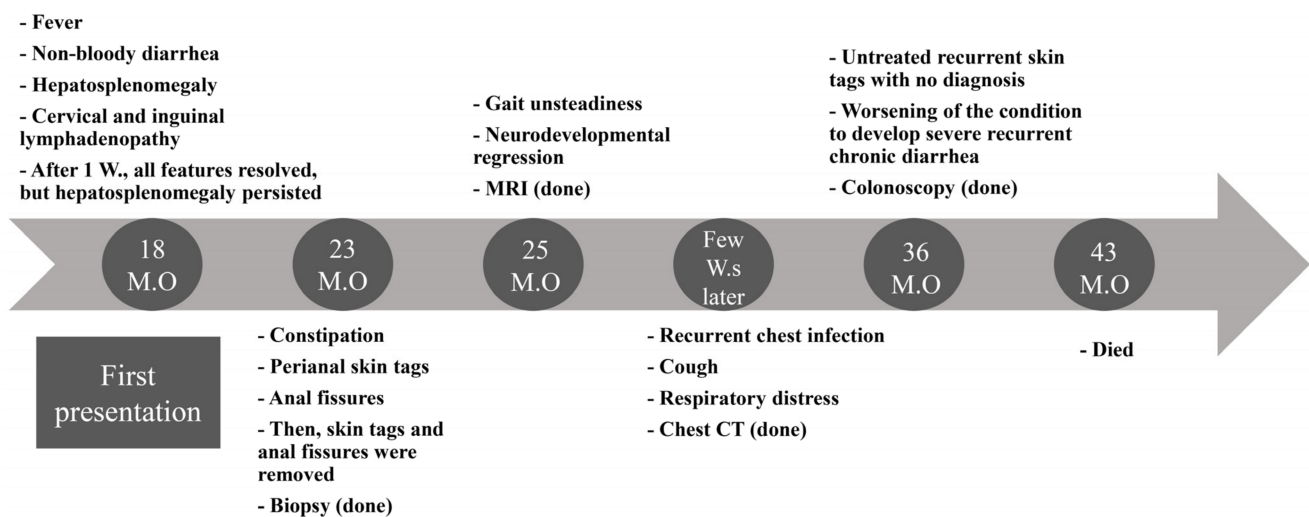 - Fever
- Non-bloody diarrhea
- Hepatosplenomegaly
- Cervical and inguinal
lymphadenopathy
- After 1 W., all features resolved,
but hepatosplenomegaly persisted
- Gait unsteadiness
- Neurodevelopmental
regression
- MRI (done)
- Untreated recurrent skin
tags with no diagnosis
- Worsening of the condition
to develop severe recurrent
chronic diarrhea
- Colonoscopy (done)
18
M.O
23
M.O
25
M.O
Few
W.s
later
36
M.O
43
M.O
First
presentation
- Constipation
- Perianal skin tags
- Anal fissures
- Then, skin tags and
anal fissures were
removed
- Biopsy (done)
- Recurrent chest infection
- Cough
- Respiratory distress
- Chest CT (done)
- Died